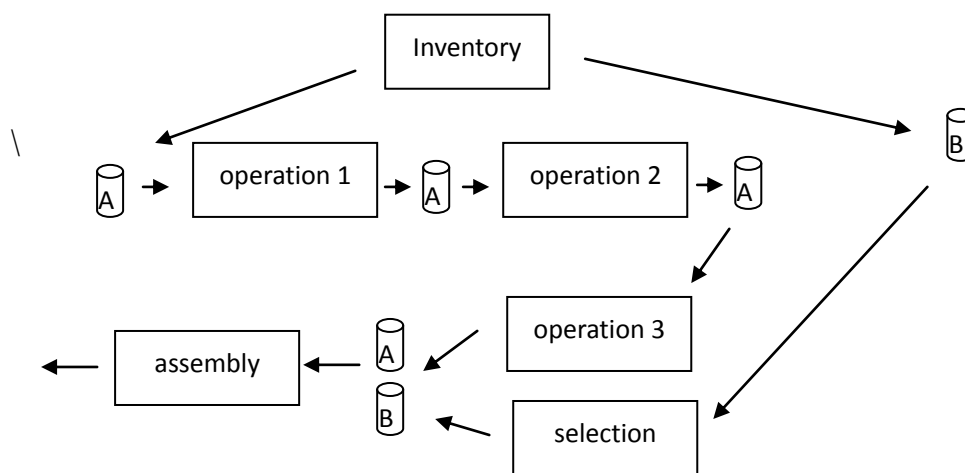 Inventory
\
B
A
operation 1
A
operation 2
A
operation 3
assembly
A
B
selection